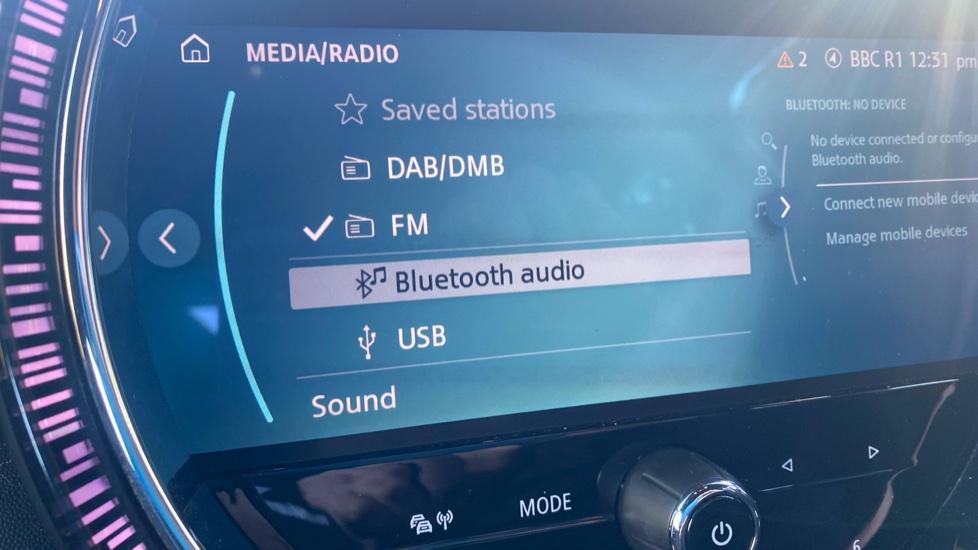 MEDIA/RADIO
2 BBC R1 12:31 pm
Saved stations
DAB/DMB
FM
Bluetooth audio
USB
Sound
BLUETOOTH: NO DEVICE
No device connected or configu
Bluetooth audio.
Connect new mobile devic
Manage mobile devices
MODE
6